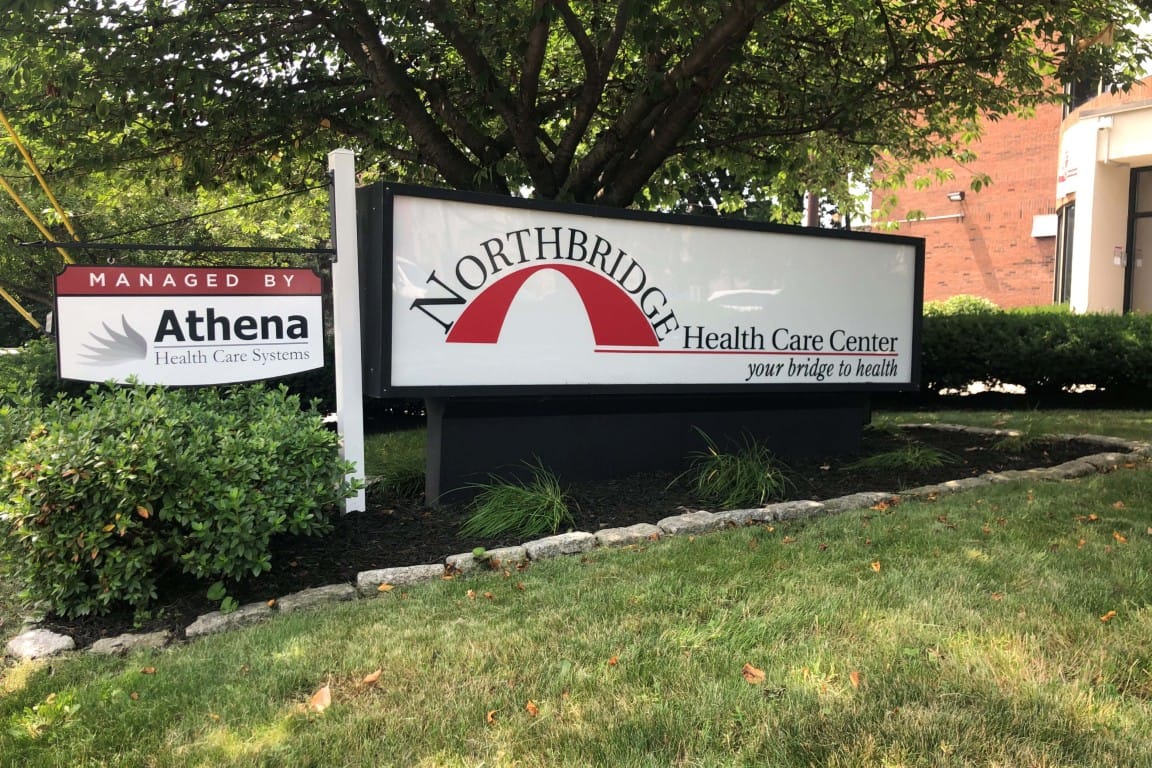 MANAGED BY
Athena
Health Care Systems
NORTHBRIDGE
Health Care Center
your bridge to health